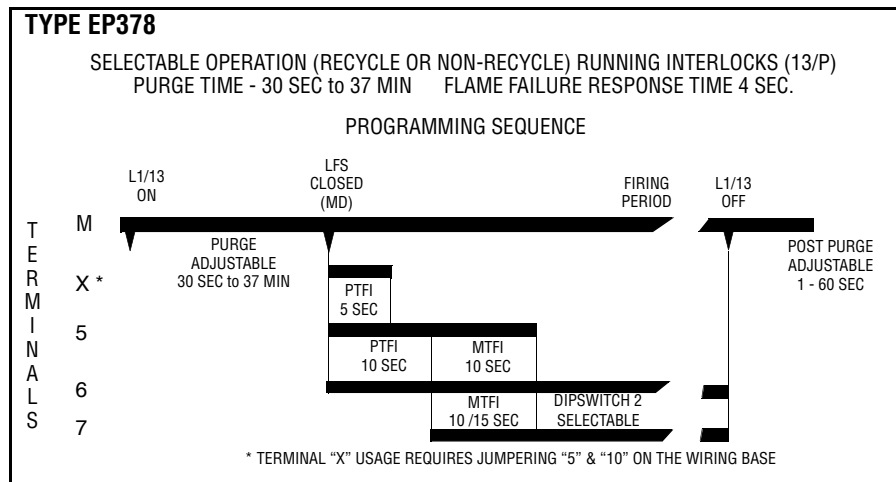 TYPE EP378
SELECTABLE OPERATION (RECYCLE OR NON-RECYCLE) RUNNING INTERLOCKS (13/P)
PURGE TIME - 30 SEC to 37 MIN FLAME FAILURE RESPONSE TIME 4 SEC.
PROGRAMMING SEQUENCE
L1/13
ON
LFS
CLOSED
(MD)
FIRING
PERIOD
L1/13
OFF
TERMINALS
M
PURGE
ADJUSTABLE
30 SEC to 37 MIN
POST PURGE
ADJUSTABLE
1 - 60 SEC
X *
PTFI
5 SEC
5
PTFI
10 SEC
MTFI
10 SEC
6
MTFI
10 /15 SEC
DIPSWITCH 2
SELECTABLE
7
* TERMINAL “X” USAGE REQUIRES JUMPERING “5” & “10” ON THE WIRING BASE